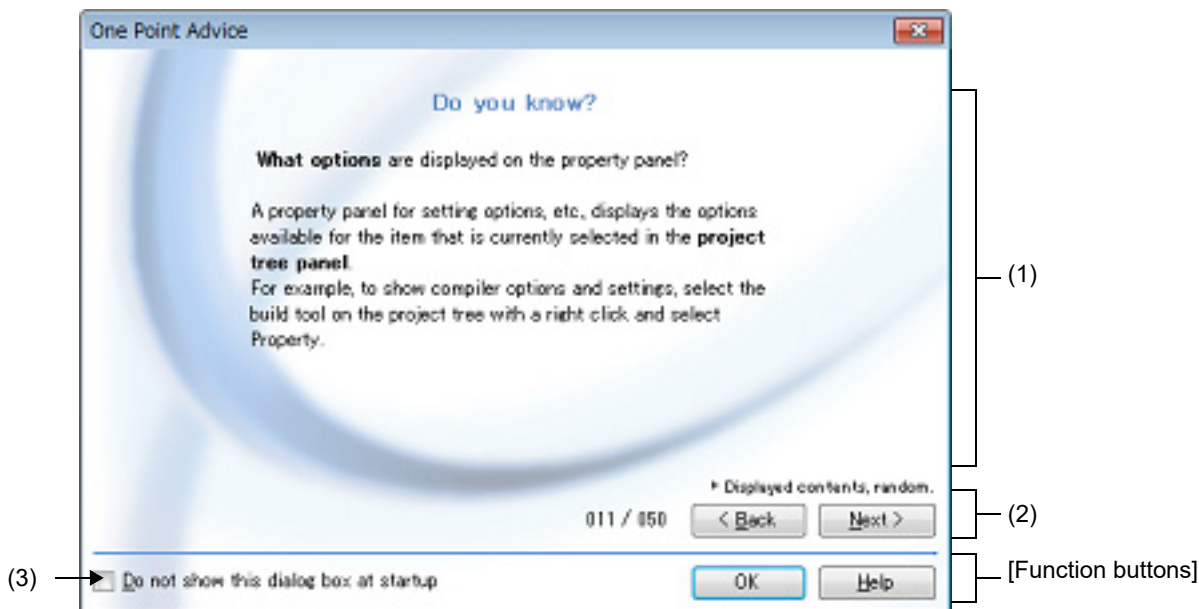 One Point Advice
Do you know?
What options are displayed on the property panel?
A property panel for setting options, etc., displays the options
available for the item that is currently selected in the project
tree panel.
For example, to show compiler options and settings, select the
build tool on the project tree with a right click and select
Property.
(1)
* Displayed contents, random.
011 / 050
< Back
Next >
(2)
(3)
Do not show this dialog box at startup
OK
Help
[Function buttons]